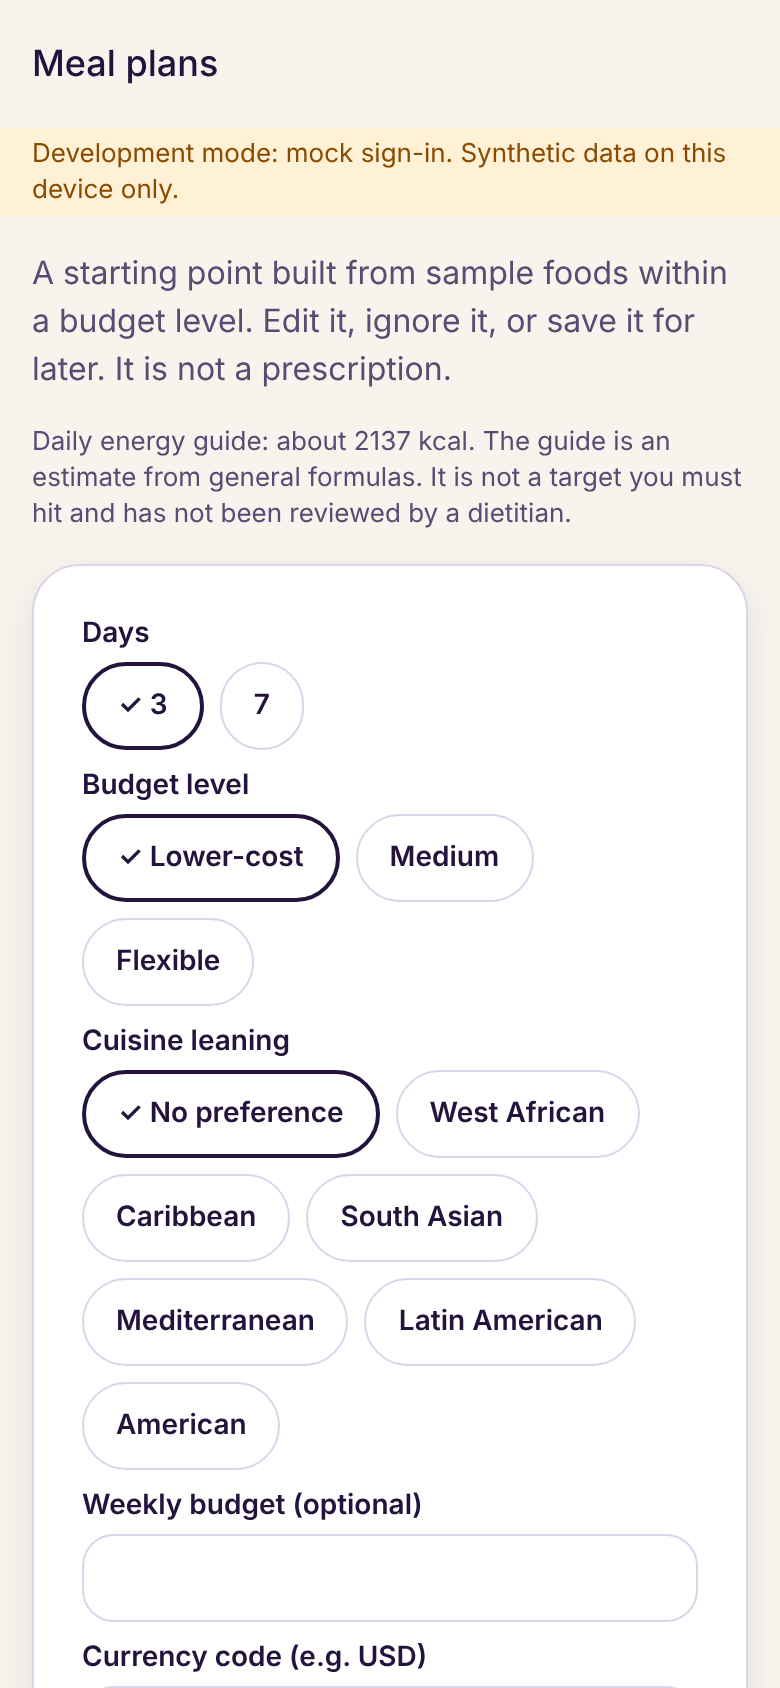 Meal plans
Development mode: mock sign-in. Synthetic data on this
device only.
A starting point built from sample foods within
a budget level. Edit it, ignore it, or save it for
later. It is not a prescription.
Daily energy guide: about 2137 kcal. The guide is an
estimate from general formulas. It is not a target you must
hit and has not been reviewed by a dietitian.
Days
✓ 3 7
Budget level
✓ Lower-cost Medium
Flexible
Cuisine leaning
✓ No preference West African
Caribbean South Asian
Mediterranean Latin American
American
Weekly budget (optional)
Currency code (e.g. USD)